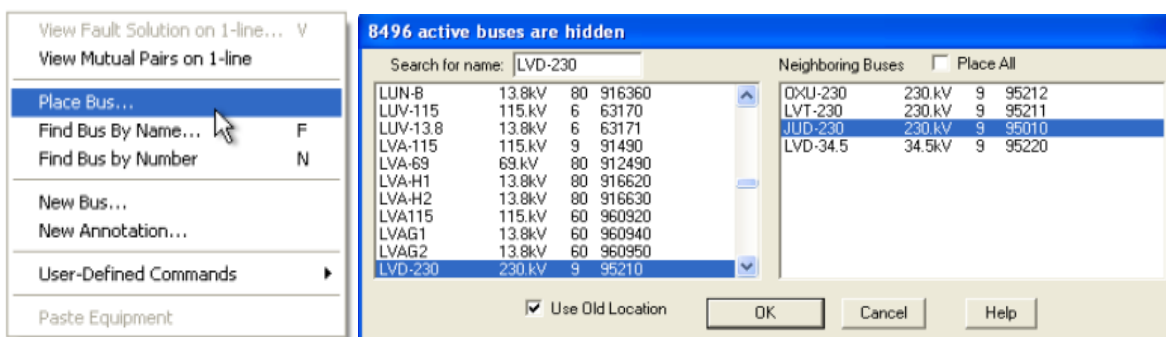 View Fault Solution on 1-line... V
View Mutual Pairs on 1-line
Place Bus...
Find Bus By Name... F
Find Bus by Number N
New Bus...
New Annotation...
User-Defined Commands
Paste Equipment
8496 active buses are hidden
Search for name: LVD-230
LUN-B 13.8kV 80 916360
LUV-115 115.kV 6 63170
LUV-13.8 13.8kV 6 63171
LVA-115 115.kV 9 91490
LVA-69 69.kV 80 912490
LVA-H1 13.8kV 80 916620
LVA-H2 13.8kV 80 916630
LVA115 115.kV 60 960920
LVAG1 13.8kV 60 960940
LVAG2 13.8kV 60 960950
LVD-230 230.kV 9 95210
Neighboring Buses Place All
OXU-230 230.kV 9 95212
LVT-230 230.kV 9 95211
JUD-230 230.kV 9 95010
LVD-34.5 34.5kV 9 95220
Use Old Location OK Cancel Help